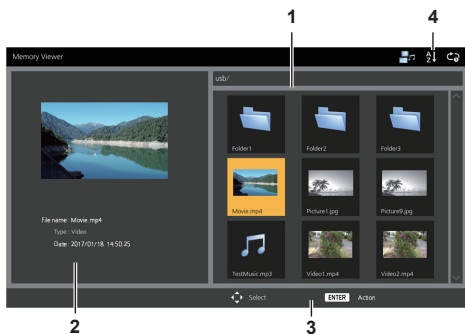 1
4
Memory Viewer
A
Z
usb/
Folder1
Folder2
Folder3
Movie.mp4
Picture1.jpg
Picture9.jpg
File name : Movie.mp4
Type : Video
Date : 2017/01/18 14:50:25
TestMusic.mp3
Video1.mp4
Video2.mp4
Select
ENTER
Action
2
3